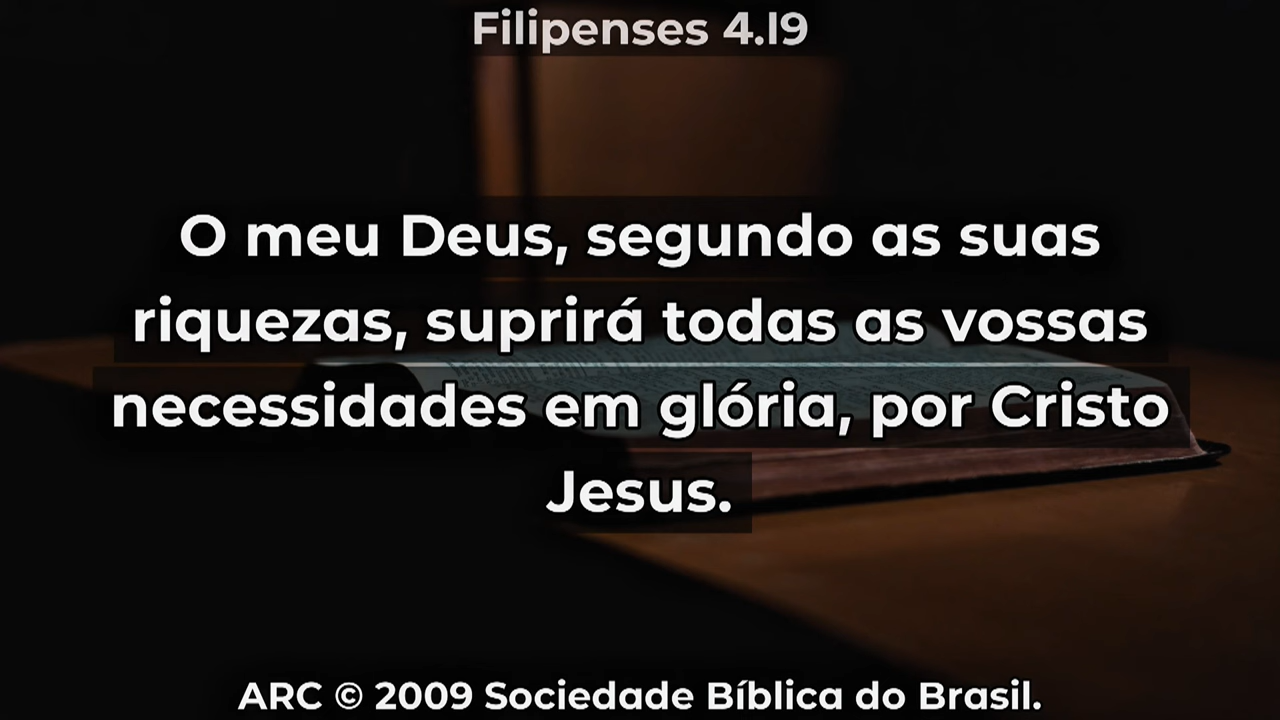 Filipenses 4.19
O meu Deus, segundo as suas
riquezas, suprirá todas as vossas
necessidades em glória, por Cristo
Jesus.
ARC © 2009 Sociedade Bíblica do Brasil.